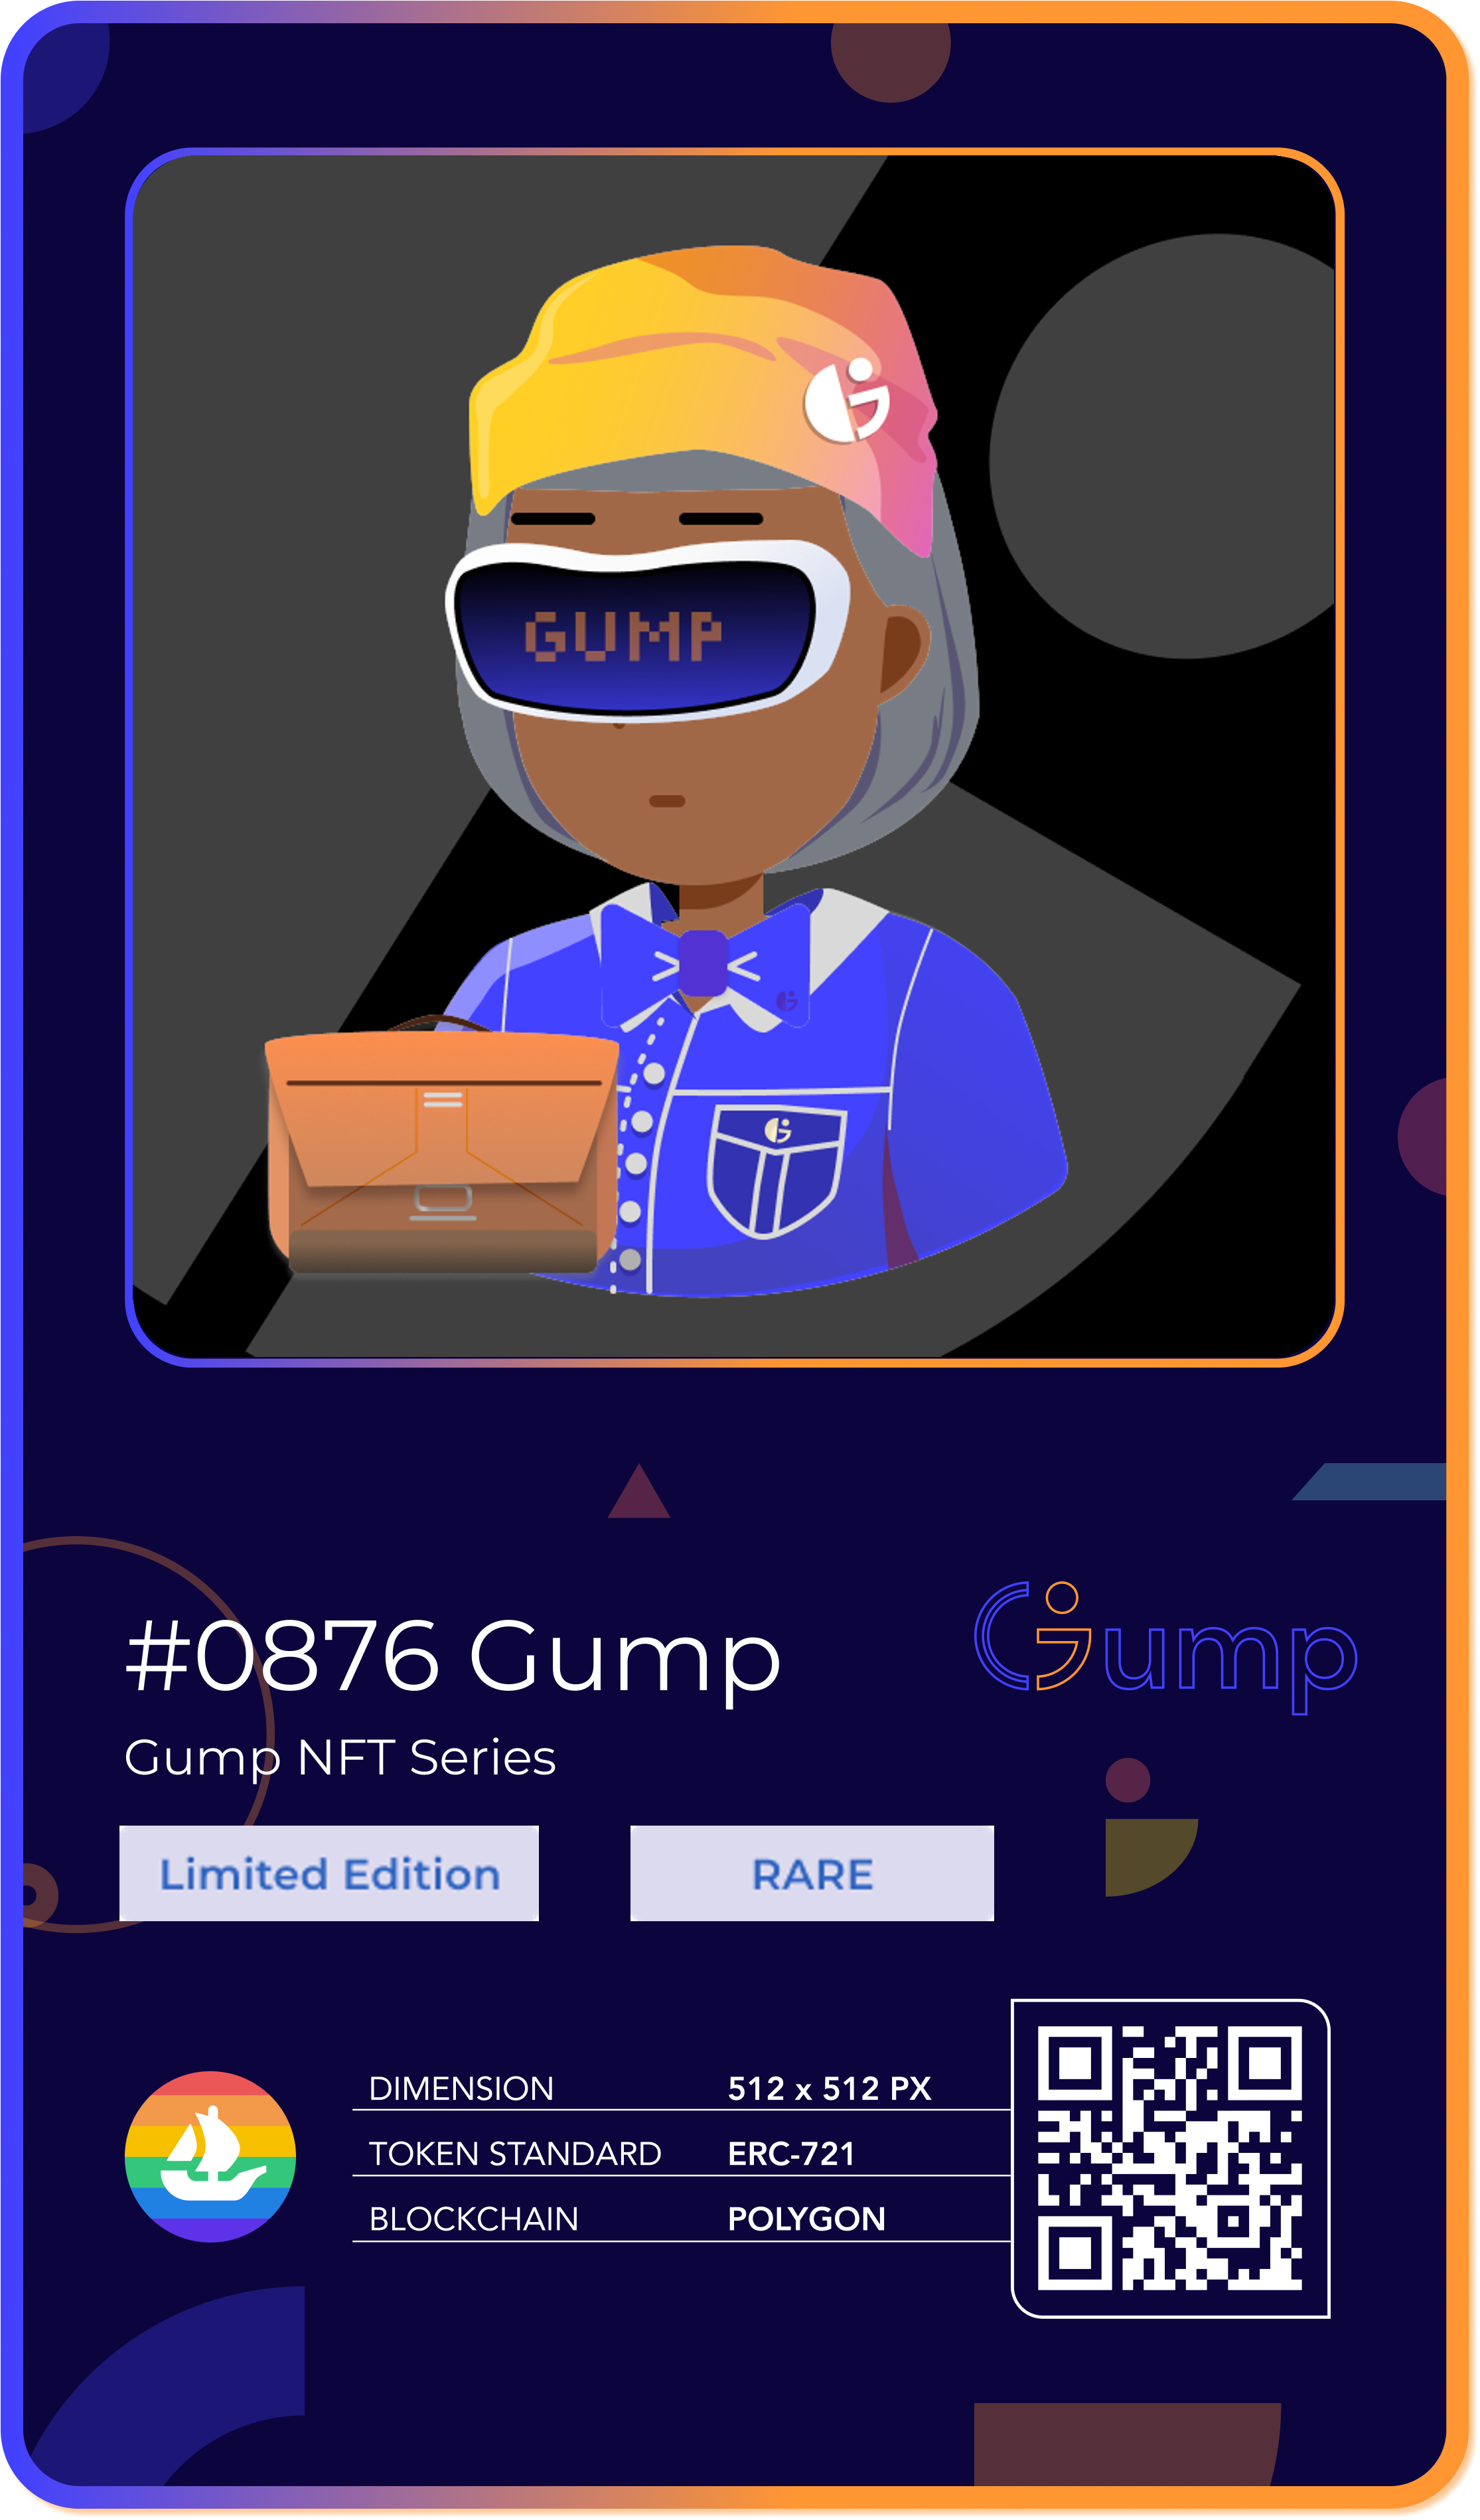 GUMP
#0876 Gump
Gump
Gump NFT Series
Limited Edition
RARE
DIMENSION 512 x 512 PX
TOKEN STANDARD ERC-721
BLOCKCHAIN POLYGON